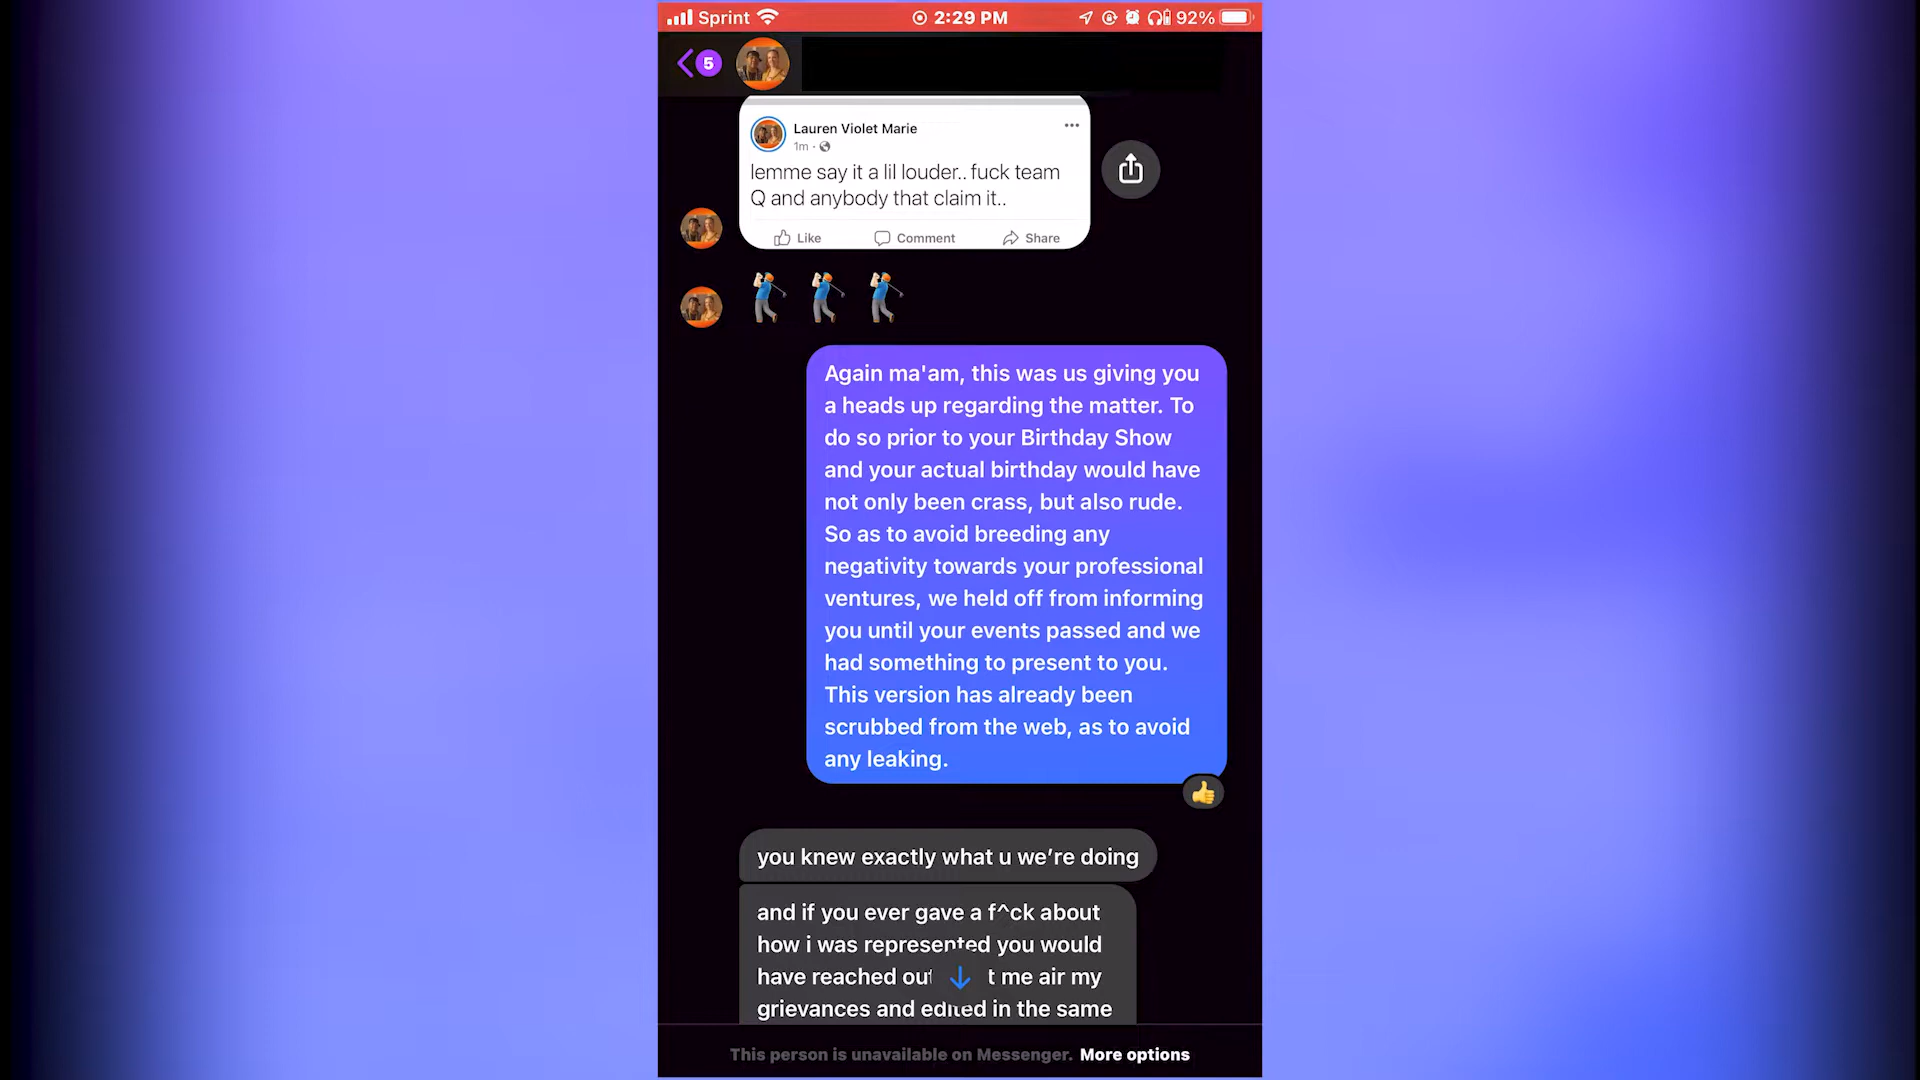 Sprint 2:29 PM 92%
5
Lauren Violet Marie
1m
lemme say it a lil louder.. fuck team
Q and anybody that claim it..
Like Comment Share
Again ma'am, this was us giving you
a heads up regarding the matter. To
do so prior to your Birthday Show
and your actual birthday would have
not only been crass, but also rude.
So as to avoid breeding any
negativity towards your professional
ventures, we held off from informing
you until your events passed and we
had something to present to you.
This version has already been
scrubbed from the web, as to avoid
any leaking.
you knew exactly what u we’re doing
and if you ever gave a f^ck about
how i was represented you would
have reached out t me air my
grievances and edited in the same
This person is unavailable on Messenger. More options